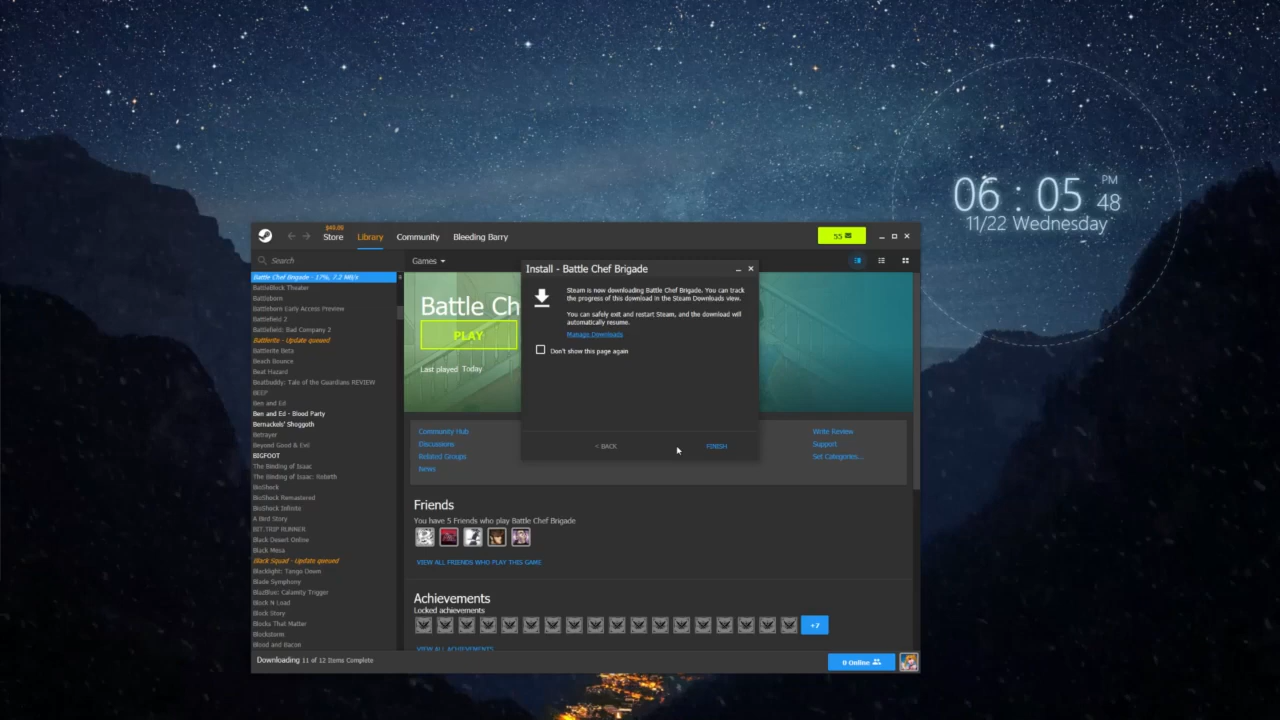 06 : 05 PM
48
11/22 Wednesday
$49.86
Store Library Community Bleeding Barry
55
Search
Games
Battle Chef Brigade - 17%, 7.2 MB/s
BattleBlock Theater
Battleborn
Battleborn Early Access Preview
Battlefield 2
Battlefield: Bad Company 2
Battlerite - Update queued
Battlerite Beta
Beach Bounce
Beat Hazard
Beatbuddy: Tale of the Guardians REVIEW
BEEP
Ben and Ed
Ben and Ed - Blood Party
Bernackels' Shoggoth
Betrayer
Beyond Good & Evil
BIGFOOT
The Binding of Isaac
The Binding of Isaac: Rebirth
BioShock
BioShock Remastered
BioShock Infinite
A Bird Story
BIT.TRIP RUNNER
Black Desert Online
Black Mesa
Black Squad - Update queued
Blacklight: Tango Down
Blade Symphony
BlazBlue: Calamity Trigger
Block N Load
Block Story
Blocks That Matter
Blockstorm
Blood and Bacon
Battle Ch
PLAY
Last played Today
Install - Battle Chef Brigade
Steam is now downloading Battle Chef Brigade. You can track
the progress of this download in the Steam Downloads view.
You can safely exit and restart Steam, and the download will
automatically resume.
Manage Downloads
Don't show this page again
< BACK
FINISH
Community Hub
Discussions
Related Groups
News
Write Review
Support
Set Categories...
Friends
You have 5 Friends who play Battle Chef Brigade
VIEW ALL FRIENDS WHO PLAY THIS GAME
Achievements
Locked achievements
+7
VIEW ALL ACHIEVEMENTS
Downloading 11 of 12 Items Complete
0 Online